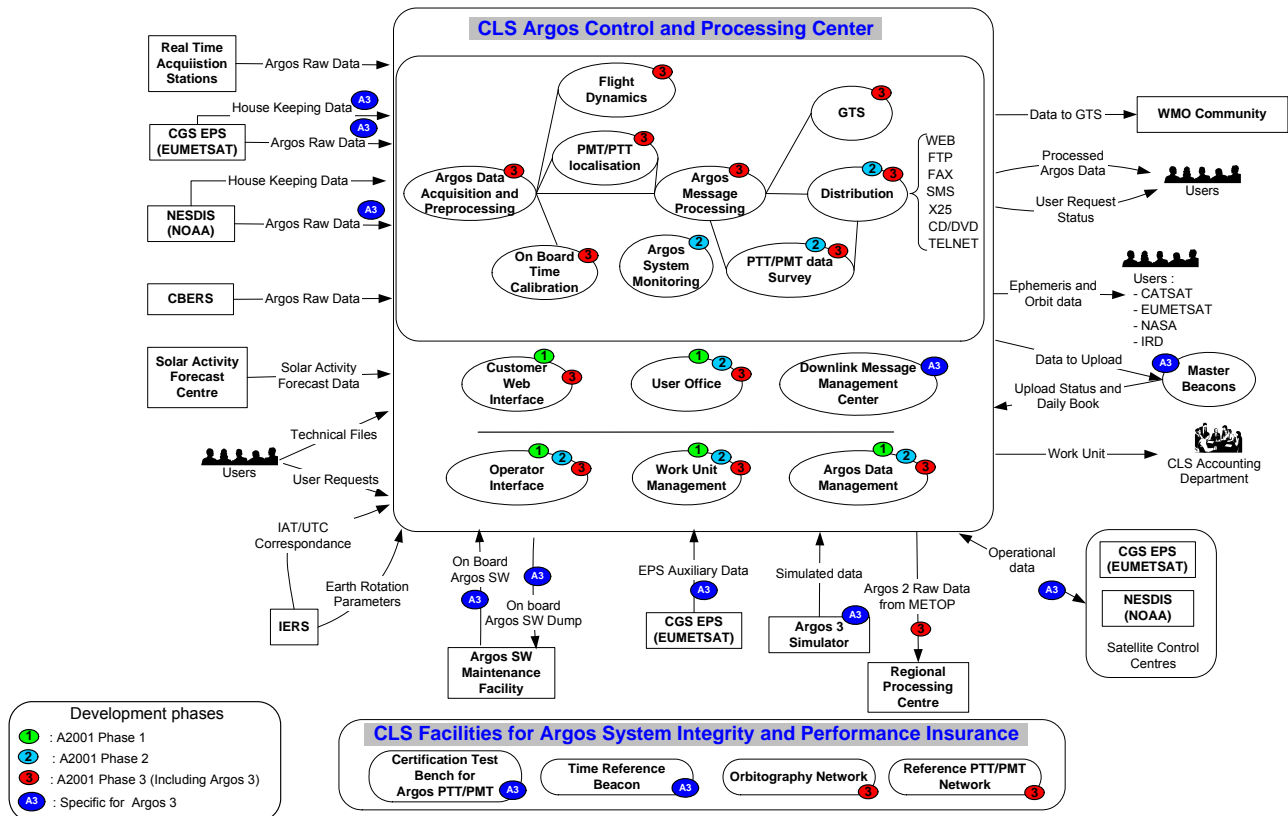 CLS Argos Control and Processing Center
Real Time
Acquiistion
Stations
Argos Raw Data
House Keeping Data
A3
A3
CGS EPS
(EUMETSAT)
Argos Raw Data
House Keeping Data
NESDIS
(NOAA)
A3
Argos Raw Data
CBERS
Argos Raw Data
Solar Activity
Forecast
Centre
Solar Activity
Forecast Data
Technical Files
Users
User Requests
IAT/UTC
Correspondance
Earth Rotation
Parameters
IERS
3
Flight
Dynamics
3
PMT/PTT
localisation
3
Argos Data
Acquisition and
Preprocessing
3
On Board
Time
Calibration
3
Argos
Message
Processing
2
Argos
System
Monitoring
3
GTS
2
3
Distribution
2
3
PTT/PMT data
Survey
WEB
FTP
FAX
SMS
X25
CD/DVD
TELNET
1
Customer
Web
Interface
3
1
2
User Office
3
A3
Downlink Message
Management
Center
1
2
Operator
Interface
3
1
2
Work Unit
Management
3
1
2
Argos Data
Management
3
Data to GTS
WMO Community
Processed
Argos Data
Users
User Request
Status
Ephemeris and
Orbit data
Users :
- CATSAT
- EUMETSAT
- NASA
- IRD
Data to Upload
A3
Master
Beacons
Upload Status and
Daily Book
Work Unit
CLS Accounting
Department
On Board
Argos SW
A3
A3
On board
Argos SW Dump
Argos SW
Maintenance
Facility
EPS Auxiliary Data
A3
CGS EPS
(EUMETSAT)
Simulated data
A3
Argos 3
Simulator
Argos 2 Raw Data
from METOP
3
Regional
Processing
Centre
Operational
data
A3
CGS EPS
(EUMETSAT)
NESDIS
(NOAA)
Satellite Control
Centres
Development phases
1 : A2001 Phase 1
2 : A2001 Phase 2
3 : A2001 Phase 3 (Including Argos 3)
A3 : Specific for Argos 3
CLS Facilities for Argos System Integrity and Performance Insurance
Certification Test
Bench for
Argos PTT/PMT
A3
Time Reference
Beacon
A3
Orbitography Network
3
Reference PTT/PMT
Network
3